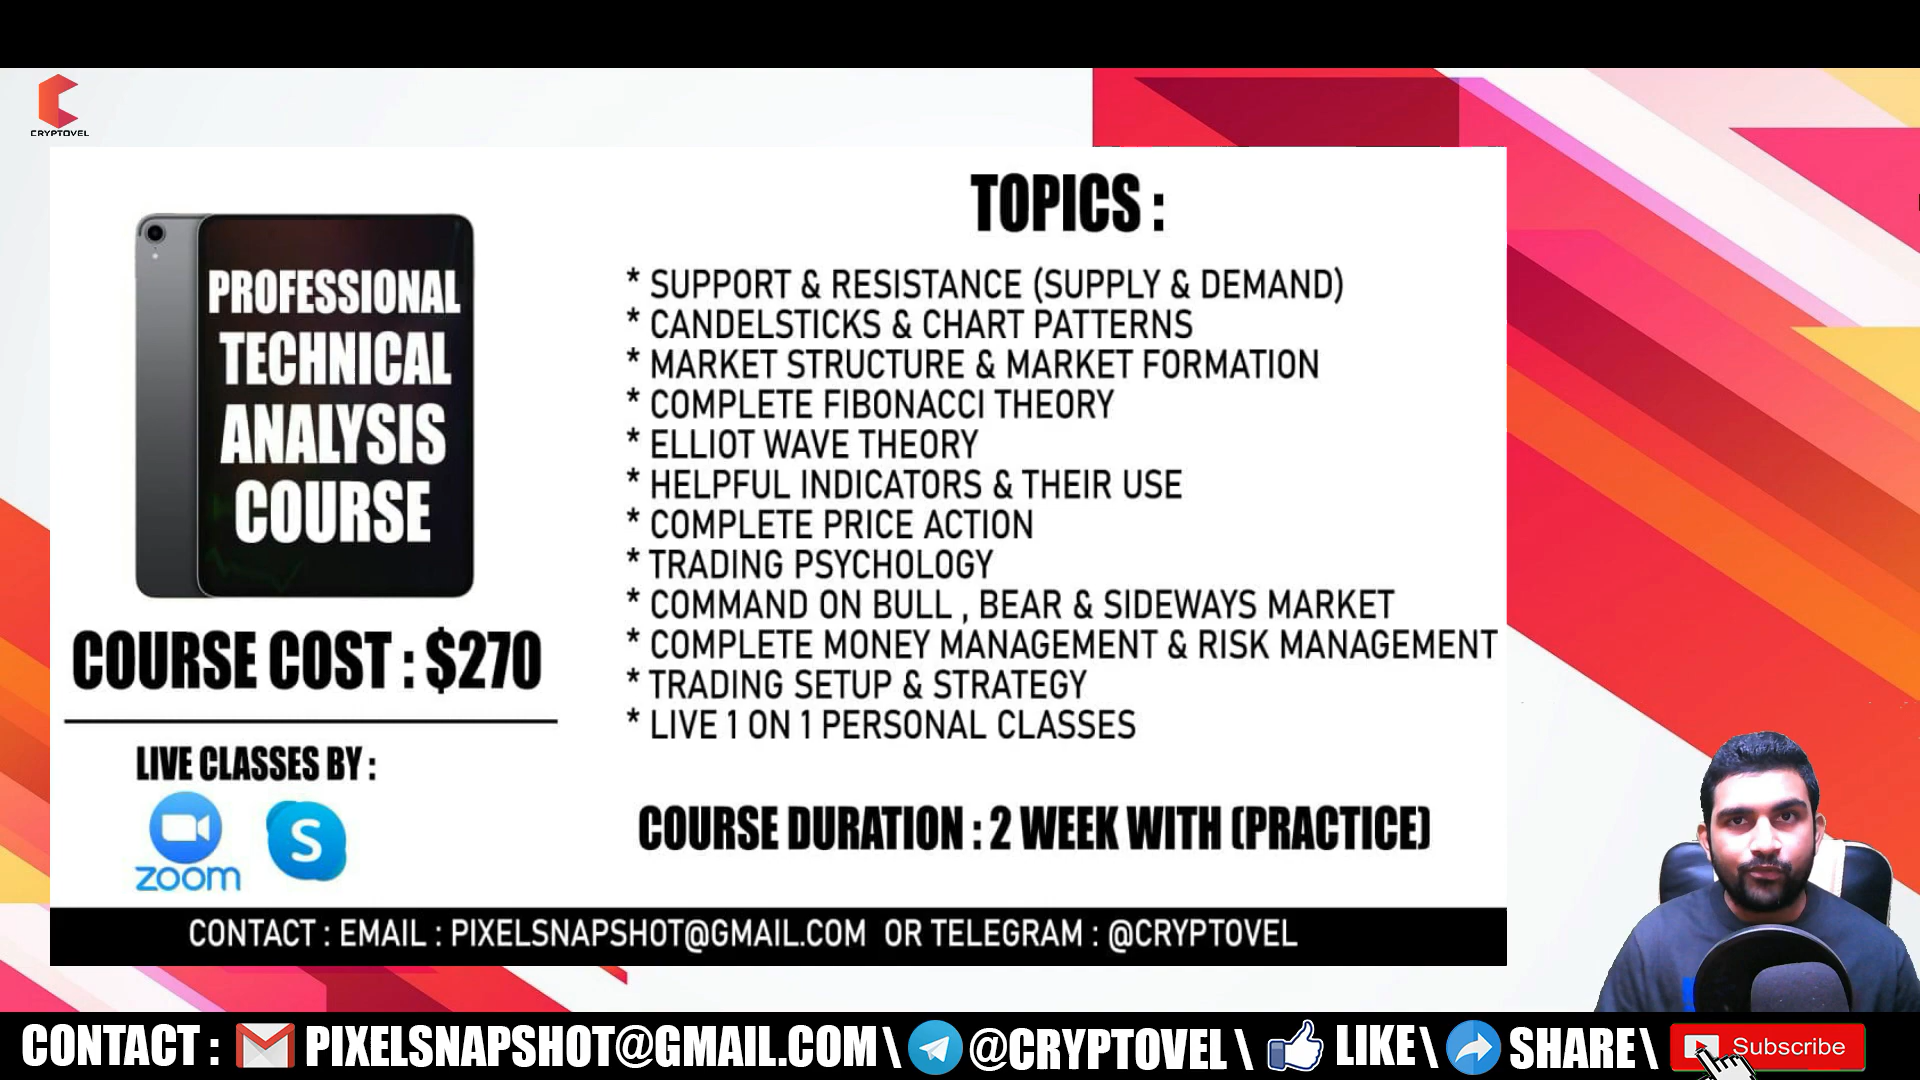 CRYPTOVEL
PROFESSIONAL
TECHNICAL
ANALYSIS
COURSE
COURSE COST : $270
LIVE CLASSES BY :
zoom
S
TOPICS :
* SUPPORT & RESISTANCE (SUPPLY & DEMAND)
* CANDELSTICKS & CHART PATTERNS
* MARKET STRUCTURE & MARKET FORMATION
* COMPLETE FIBONACCI THEORY
* ELLIOT WAVE THEORY
* HELPFUL INDICATORS & THEIR USE
* COMPLETE PRICE ACTION
* TRADING PSYCHOLOGY
* COMMAND ON BULL , BEAR & SIDEWAYS MARKET
* COMPLETE MONEY MANAGEMENT & RISK MANAGEMENT
* TRADING SETUP & STRATEGY
* LIVE 1 ON 1 PERSONAL CLASSES
COURSE DURATION : 2 WEEK WITH (PRACTICE)
CONTACT : EMAIL : PIXELSNAPSHOT@GMAIL.COM OR TELEGRAM : @CRYPTOVEL
CONTACT : PIXELSNAPSHOT@GMAIL.COM \ @CRYPTOVEL \ LIKE \ SHARE \ Subscribe